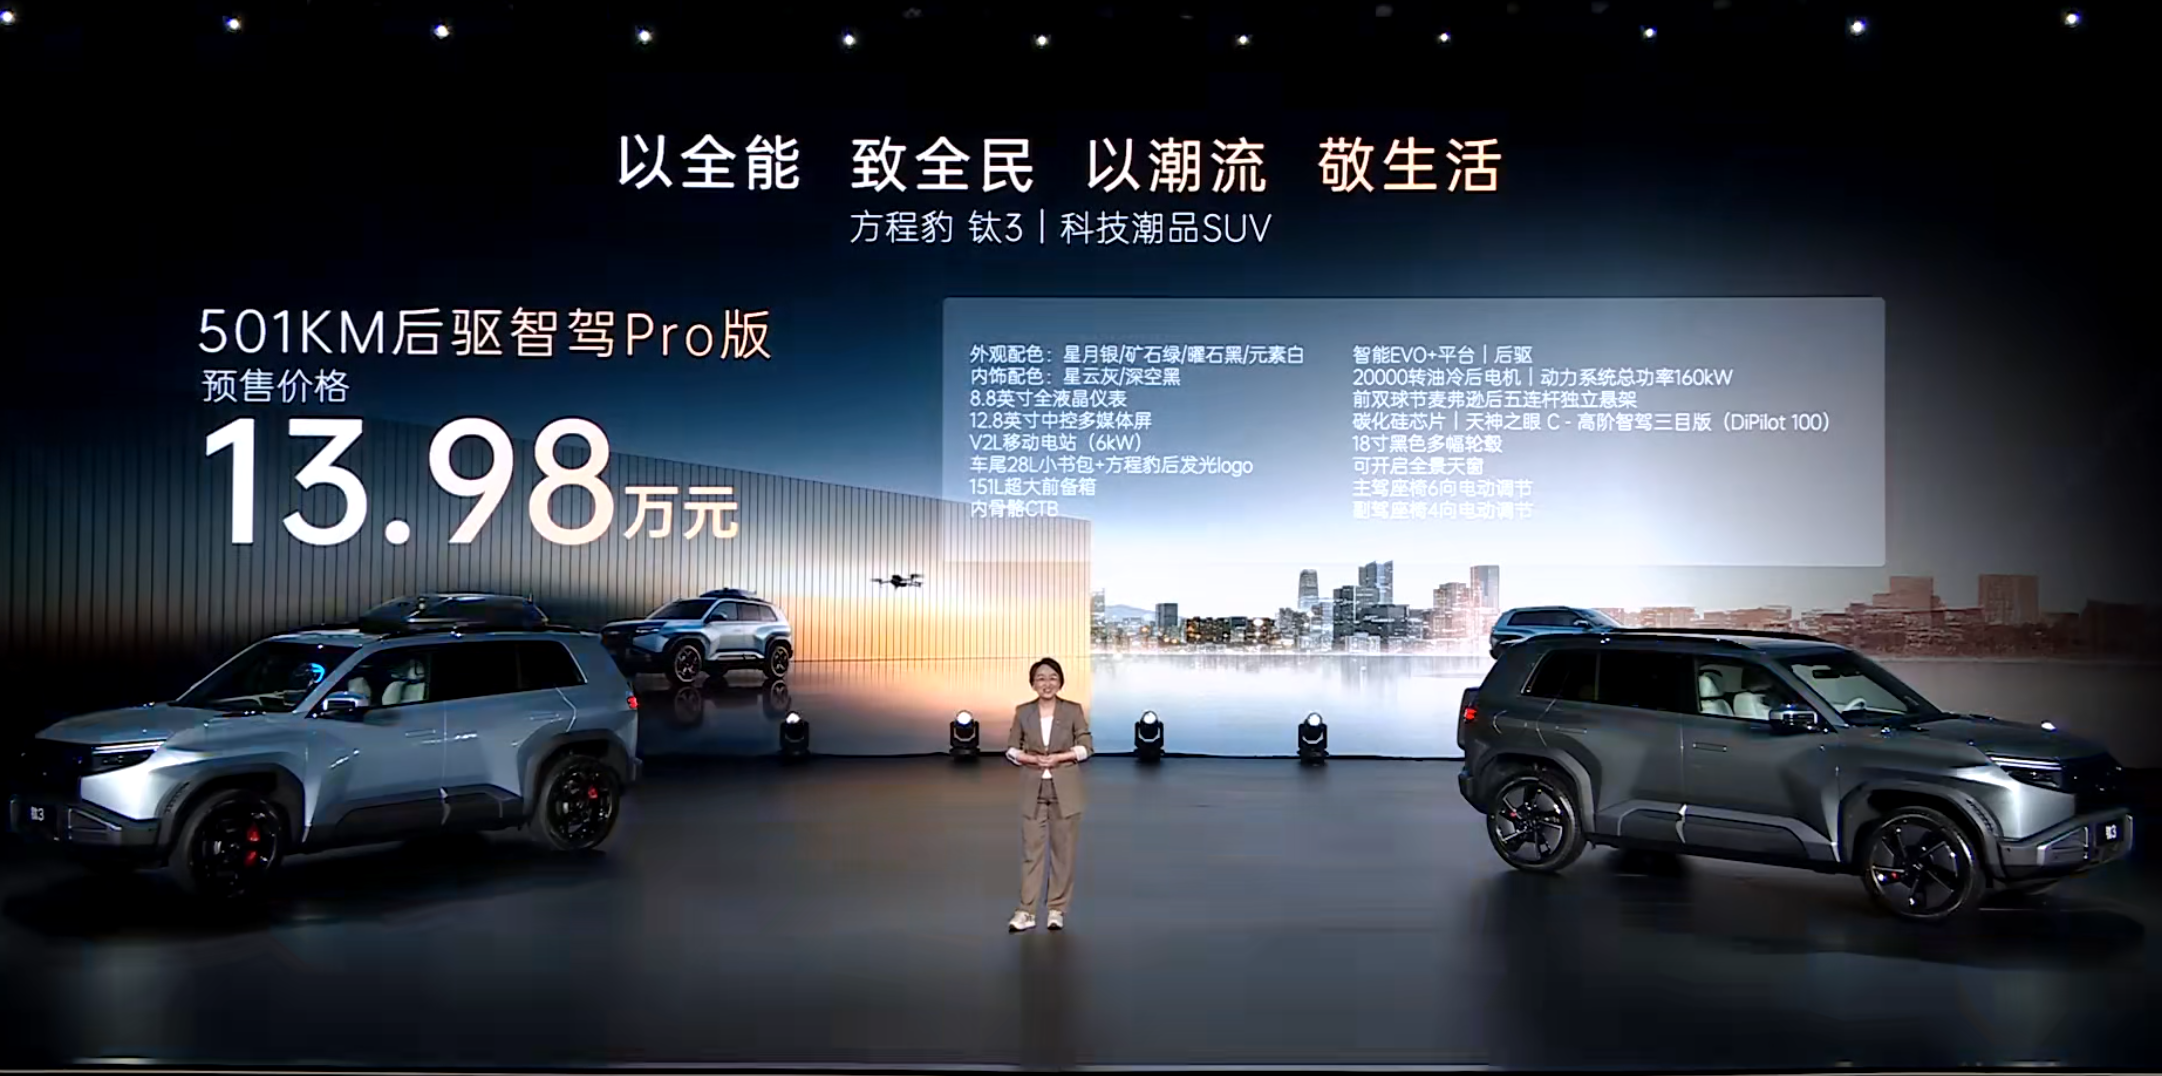 以全能 致全民 以潮流 敬生活
方程豹 钛3｜科技潮品SUV
501KM后驱智驾Pro版
预售价格
13.98万元
外观配色：星月银/矿石绿/曜石黑/元素白
内饰配色：星云灰/深空黑
8.8英寸全液晶仪表
12.8英寸中控多媒体屏
V2L移动电站（6kW）
车尾28L小书包+方程豹后发光logo
151L超大前备箱
内骨骼CTB
智能EVO+平台｜后驱
20000转油冷后电机｜动力系统总功率160kW
前双球节麦弗逊后五连杆独立悬架
碳化硅芯片｜天神之眼 C - 高阶智驾三目版（DiPilot 100）
18寸黑色多幅轮毂
可开启全景天窗
主驾座椅6向电动调节
副驾座椅4向电动调节
钛3
钛3